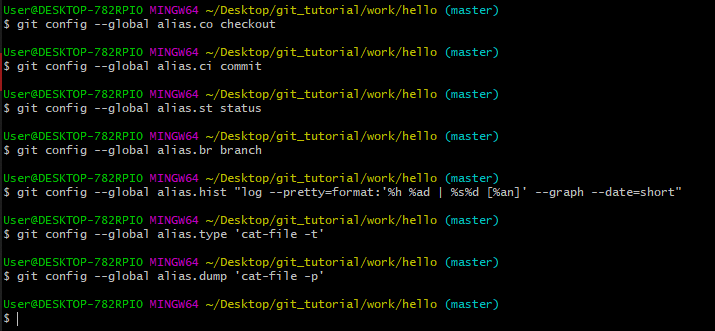 User@DESKTOP-782RPIO MINGW64 ~/Desktop/git_tutorial/work/hello (master)
$ git config --global alias.co checkout
User@DESKTOP-782RPIO MINGW64 ~/Desktop/git_tutorial/work/hello (master)
$ git config --global alias.ci commit
User@DESKTOP-782RPIO MINGW64 ~/Desktop/git_tutorial/work/hello (master)
$ git config --global alias.st status
User@DESKTOP-782RPIO MINGW64 ~/Desktop/git_tutorial/work/hello (master)
$ git config --global alias.br branch
User@DESKTOP-782RPIO MINGW64 ~/Desktop/git_tutorial/work/hello (master)
$ git config --global alias.hist "log --pretty=format:'%h %ad | %s%d [%an]' --graph --date=short"
User@DESKTOP-782RPIO MINGW64 ~/Desktop/git_tutorial/work/hello (master)
$ git config --global alias.type 'cat-file -t'
User@DESKTOP-782RPIO MINGW64 ~/Desktop/git_tutorial/work/hello (master)
$ git config --global alias.dump 'cat-file -p'
User@DESKTOP-782RPIO MINGW64 ~/Desktop/git_tutorial/work/hello (master)
$